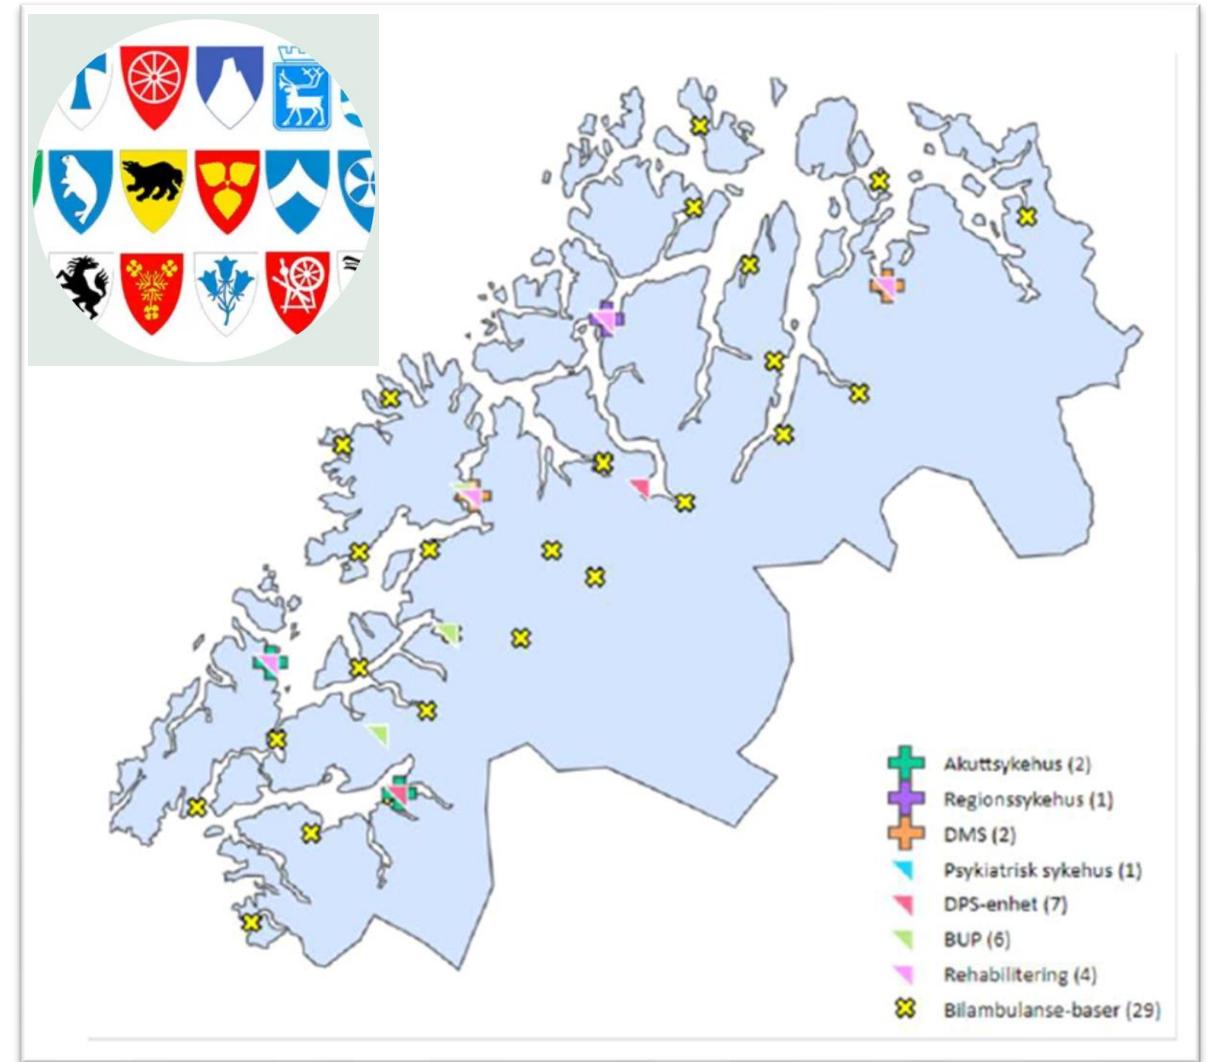 Akuttsykehus (2)
Regionssykehus (1)
DMS (2)
Psykiatrisk sykehus (1)
DPS-enhet (7)
BUP (6)
Rehabilitering (4)
Bilambulanse-baser (29)